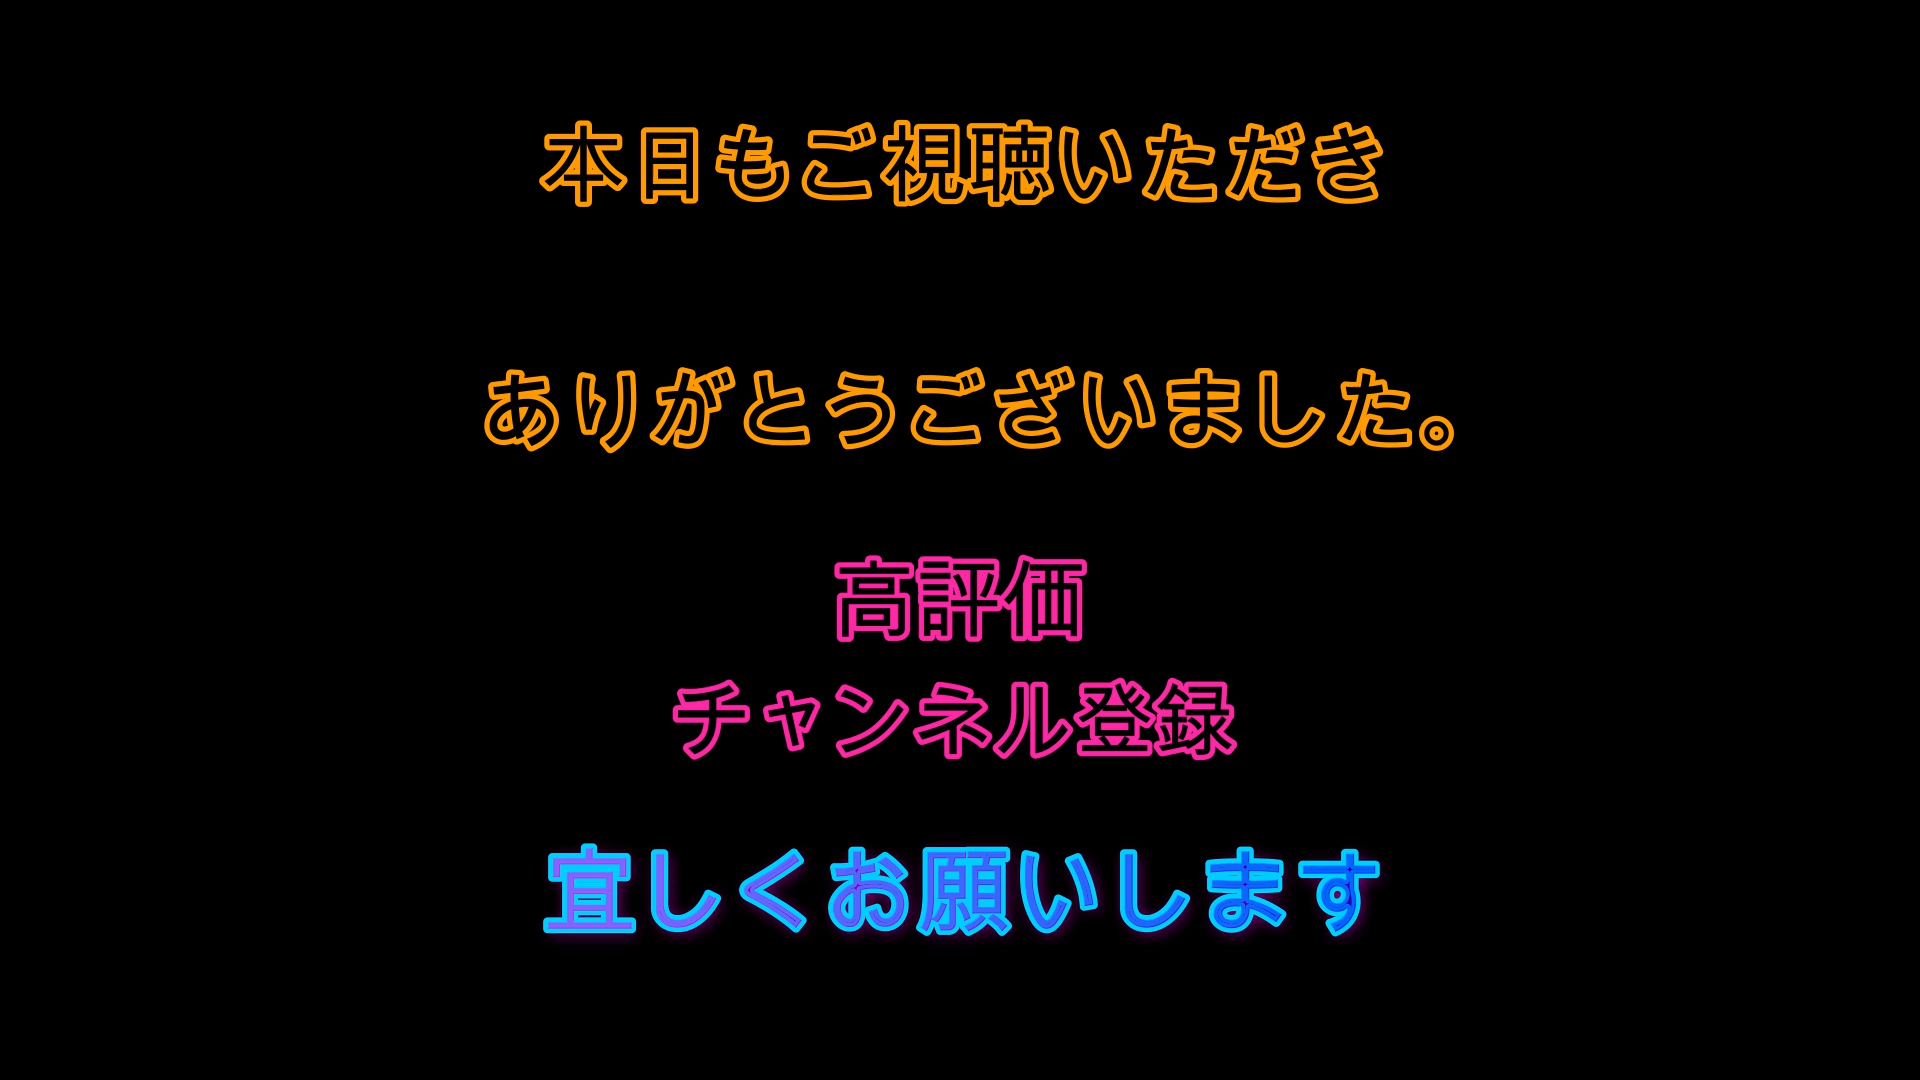 本日もご視聴いただき
ありがとうございました。
高評価
チャンネル登録
宜しくお願いします